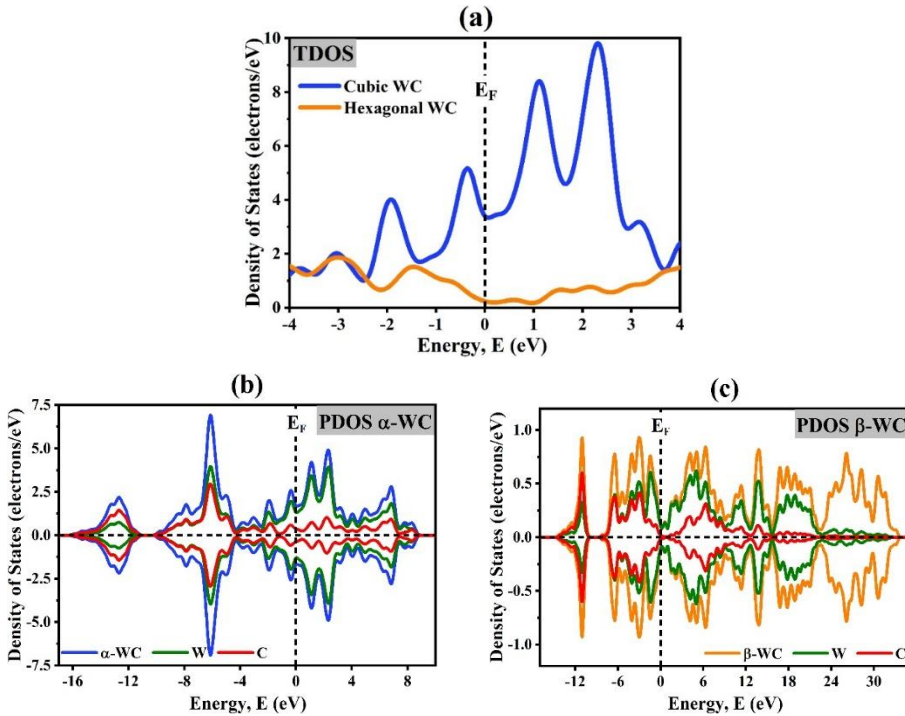 (a)
TDOS
Cubic WC
Hexagonal WC
E_F
Density of States (electrons/eV)
10
8
6
4
2
0
-4 -3 -2 -1 0 1 2 3 4
Energy, E (eV)
(b)
PDOS α-WC
E_F
Density of States (electrons/eV)
7.5
5.0
2.5
0.0
-2.5
-5.0
-7.5
α-WC W C
-16 -12 -8 -4 0 4 8
Energy, E (eV)
(c)
PDOS β-WC
E_F
Density of States (electrons/eV)
1.0
0.5
0.0
-0.5
-1.0
β-WC W C
-12 -6 0 6 12 18 24 30
Energy, E (eV)